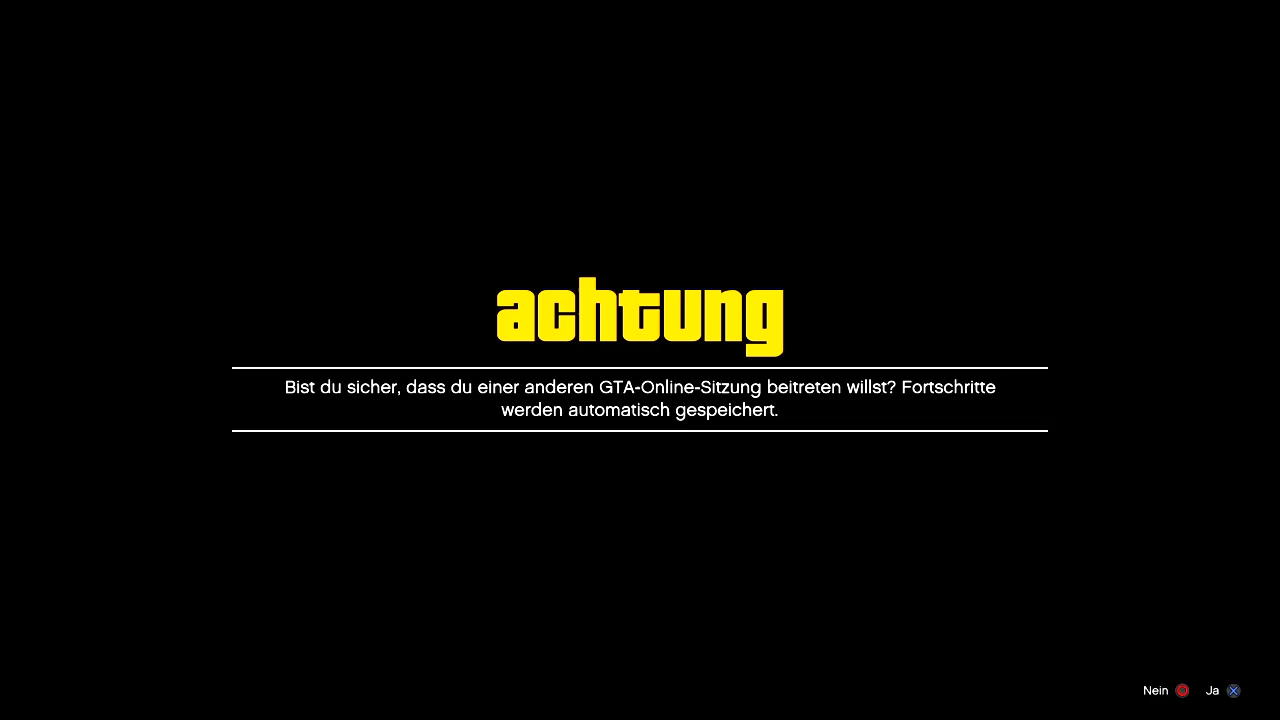 achtung
Bist du sicher, dass du einer anderen GTA-Online-Sitzung beitreten willst? Fortschritte
werden automatisch gespeichert.
Nein Ja